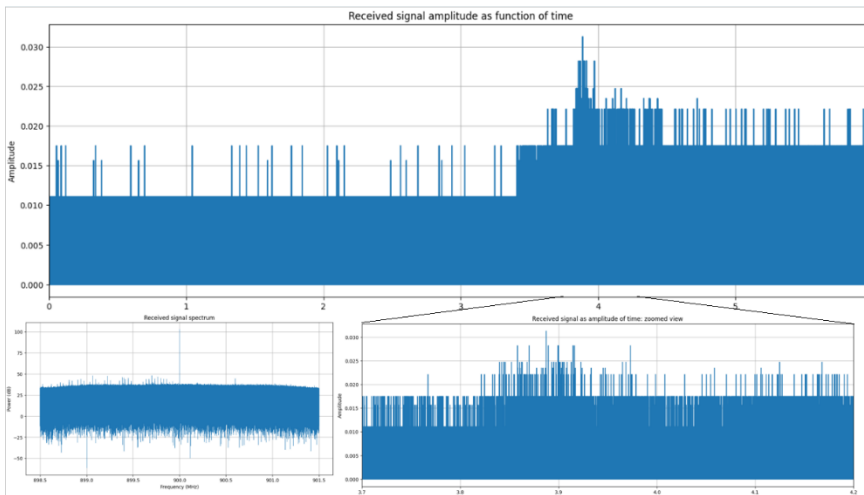 Received signal amplitude as function of time
0.030
0.025
0.020
0.015
0.010
0.005
0.000
Amplitude
0 1 2 3 4 5
Received signal spectrum
100
75
50
25
0
−25
−50
Power (dB)
898.5 899.0 899.5 900.0 900.5 901.0 901.5
Frequency (MHz)
Received signal as amplitude of time: zoomed view
0.030
0.025
0.020
0.015
0.010
0.005
0.000
Amplitude
3.7 3.8 3.9 4.0 4.1 4.2